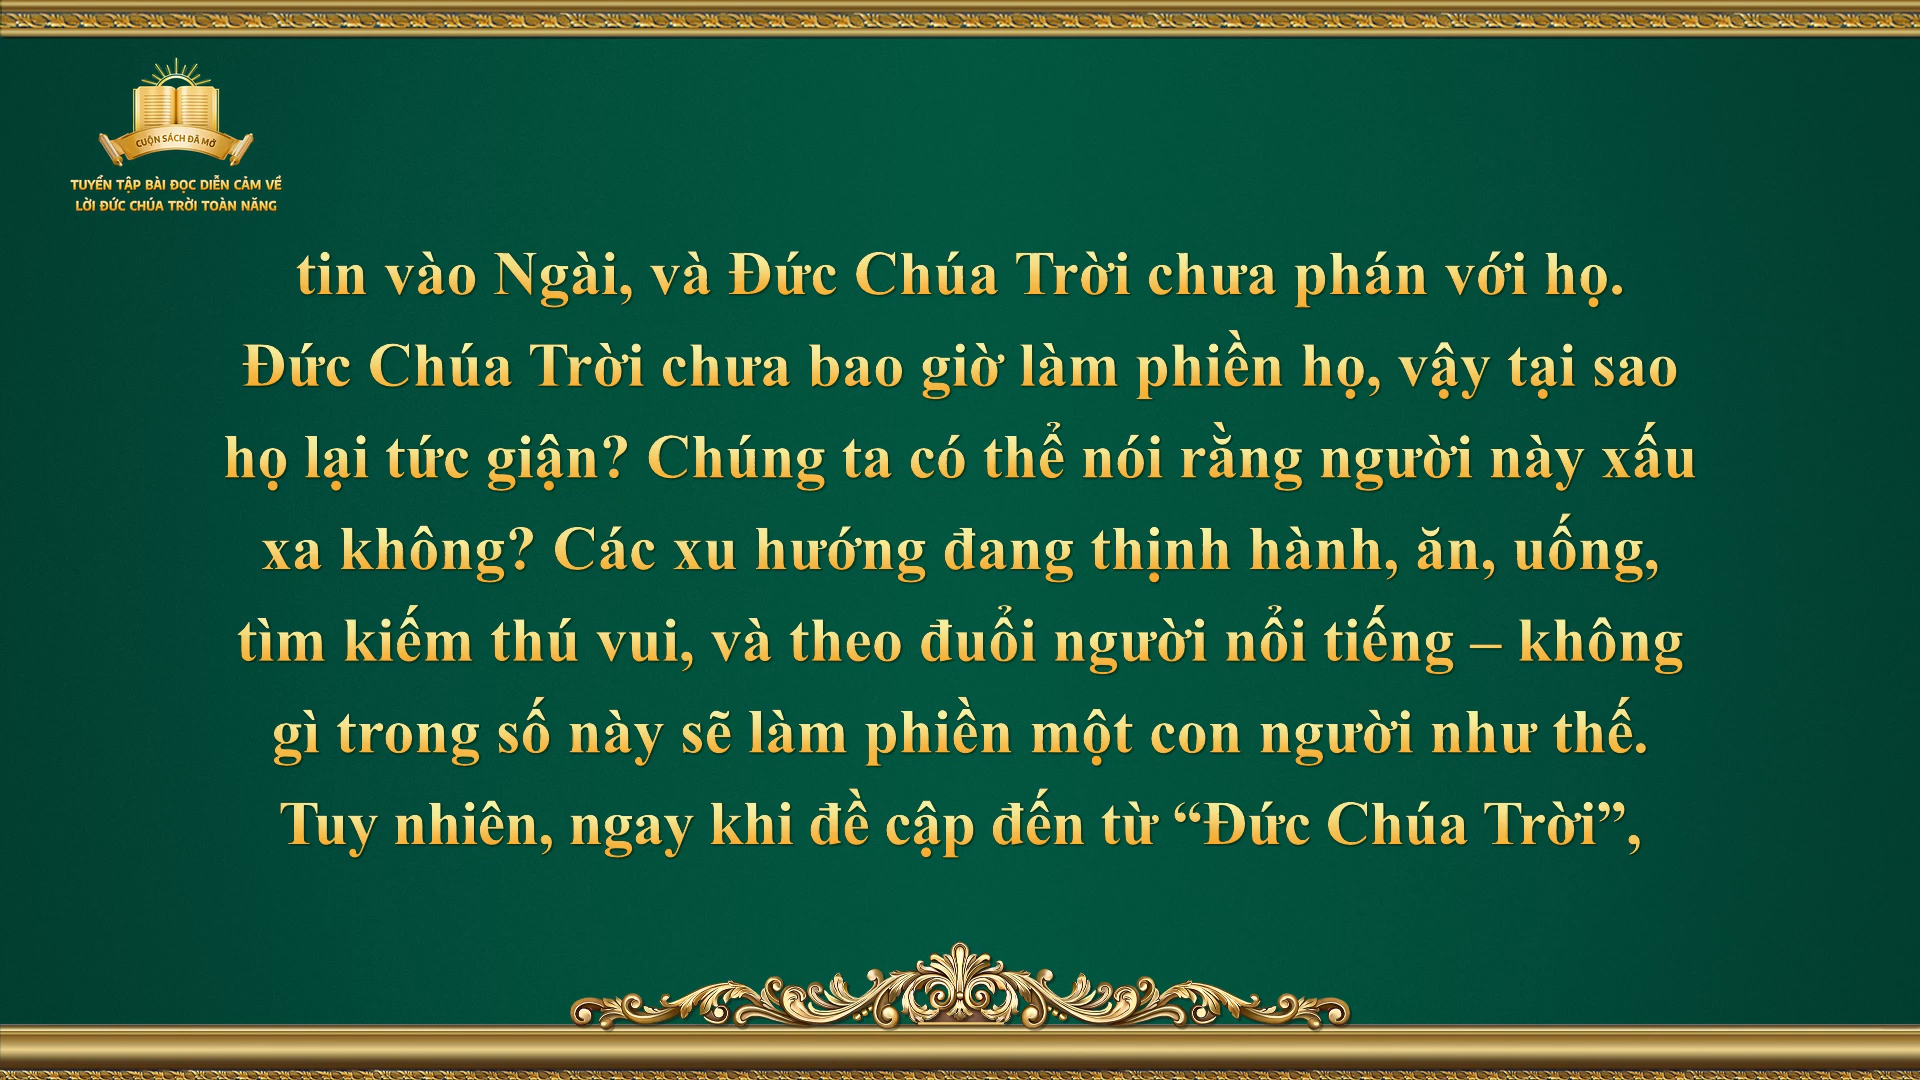 CUỘN SÁCH ĐÃ MỞ
TUYỂN TẬP BÀI ĐỌC DIỄN CẢM VỀ
LỜI ĐỨC CHÚA TRỜI TOÀN NĂNG
tin vào Ngài, và Đức Chúa Trời chưa phán với họ.
Đức Chúa Trời chưa bao giờ làm phiền họ, vậy tại sao
họ lại tức giận? Chúng ta có thể nói rằng người này xấu
xa không? Các xu hướng đang thịnh hành, ăn, uống,
tìm kiếm thú vui, và theo đuổi người nổi tiếng – không
gì trong số này sẽ làm phiền một con người như thế.
Tuy nhiên, ngay khi đề cập đến từ “Đức Chúa Trời”,